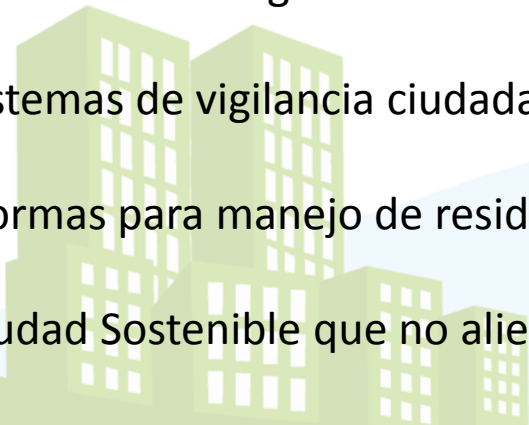 stemas de vigilancia ciudada
ormas para manejo de resid
udad Sostenible que no alie